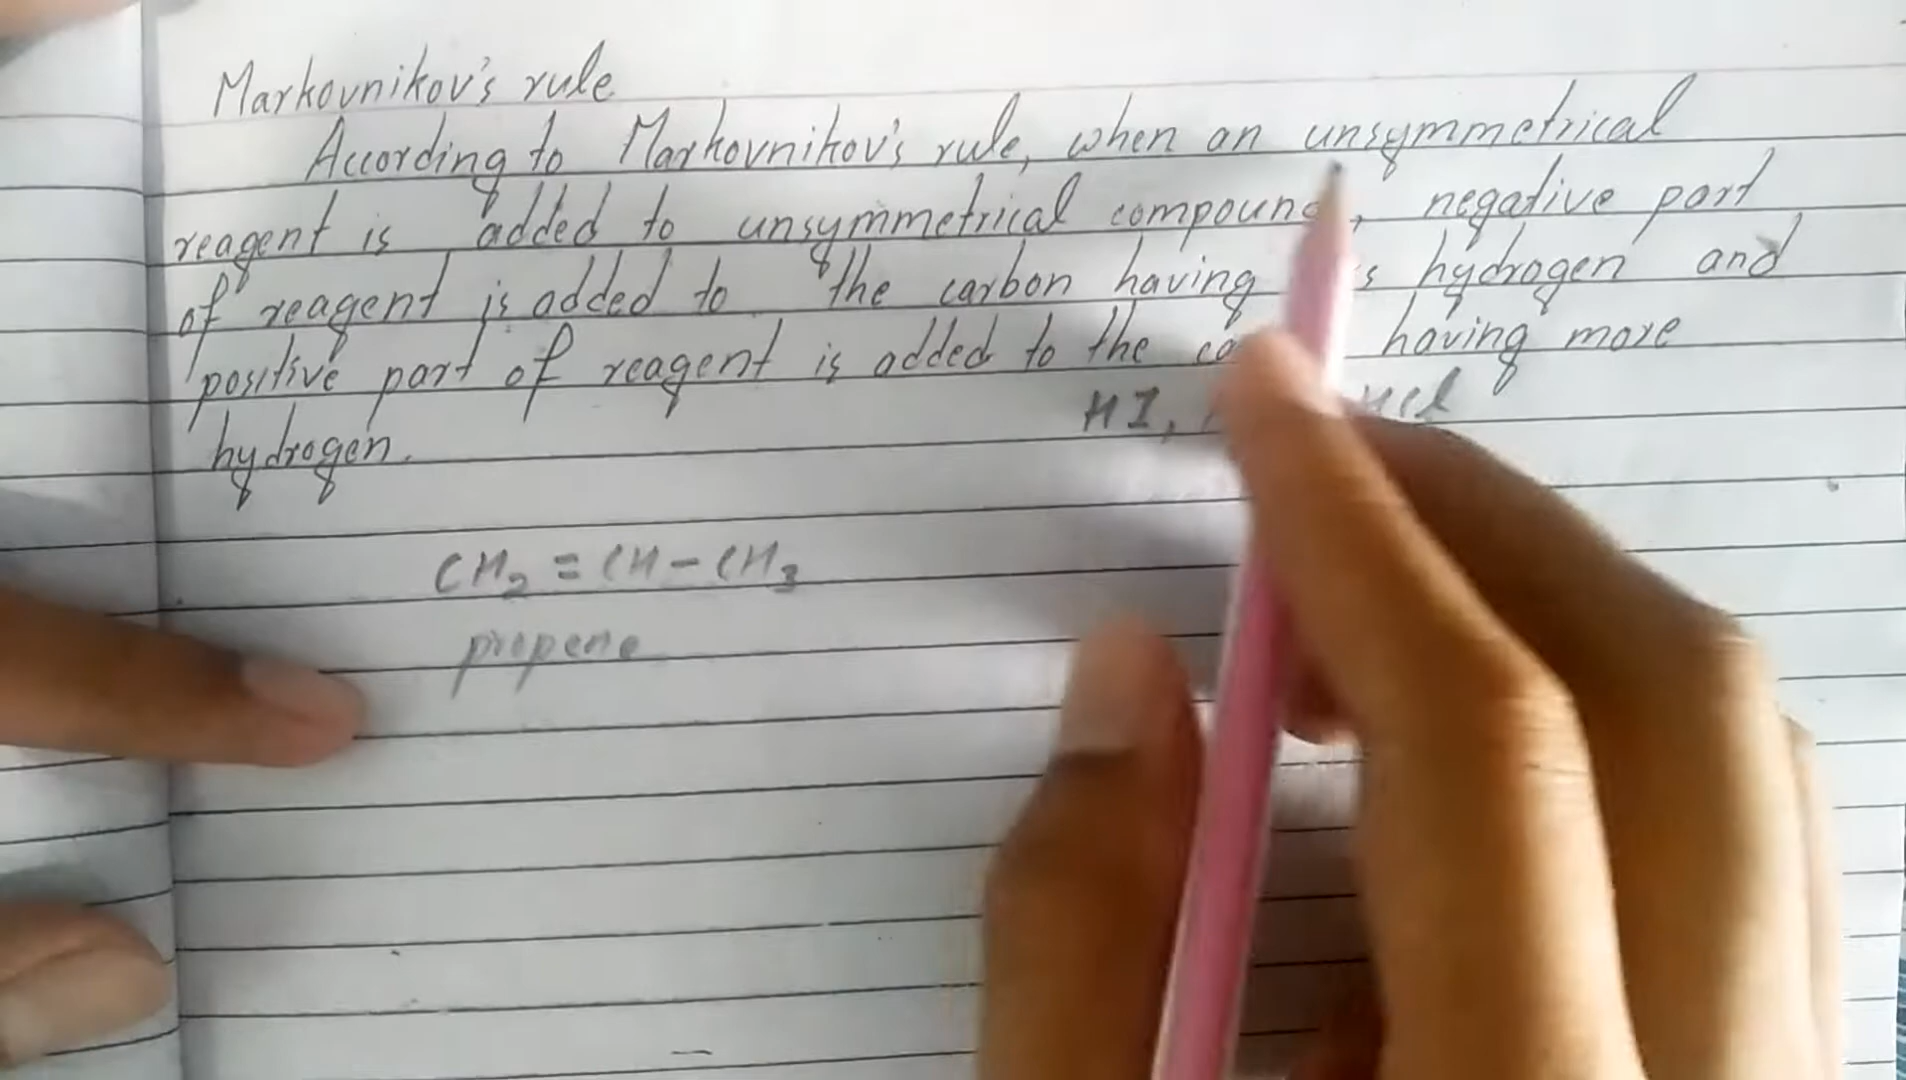 Markovnikov's rule
According to Markovnikov's rule, when an unsymmetrical
reagent is added to unsymmetrical compound, negative part
of reagent is added to the carbon having hydrogen and
positive part of reagent is added to the having more
HI, HCl
hydrogen.
CH₂ = CH - CH₃
propene